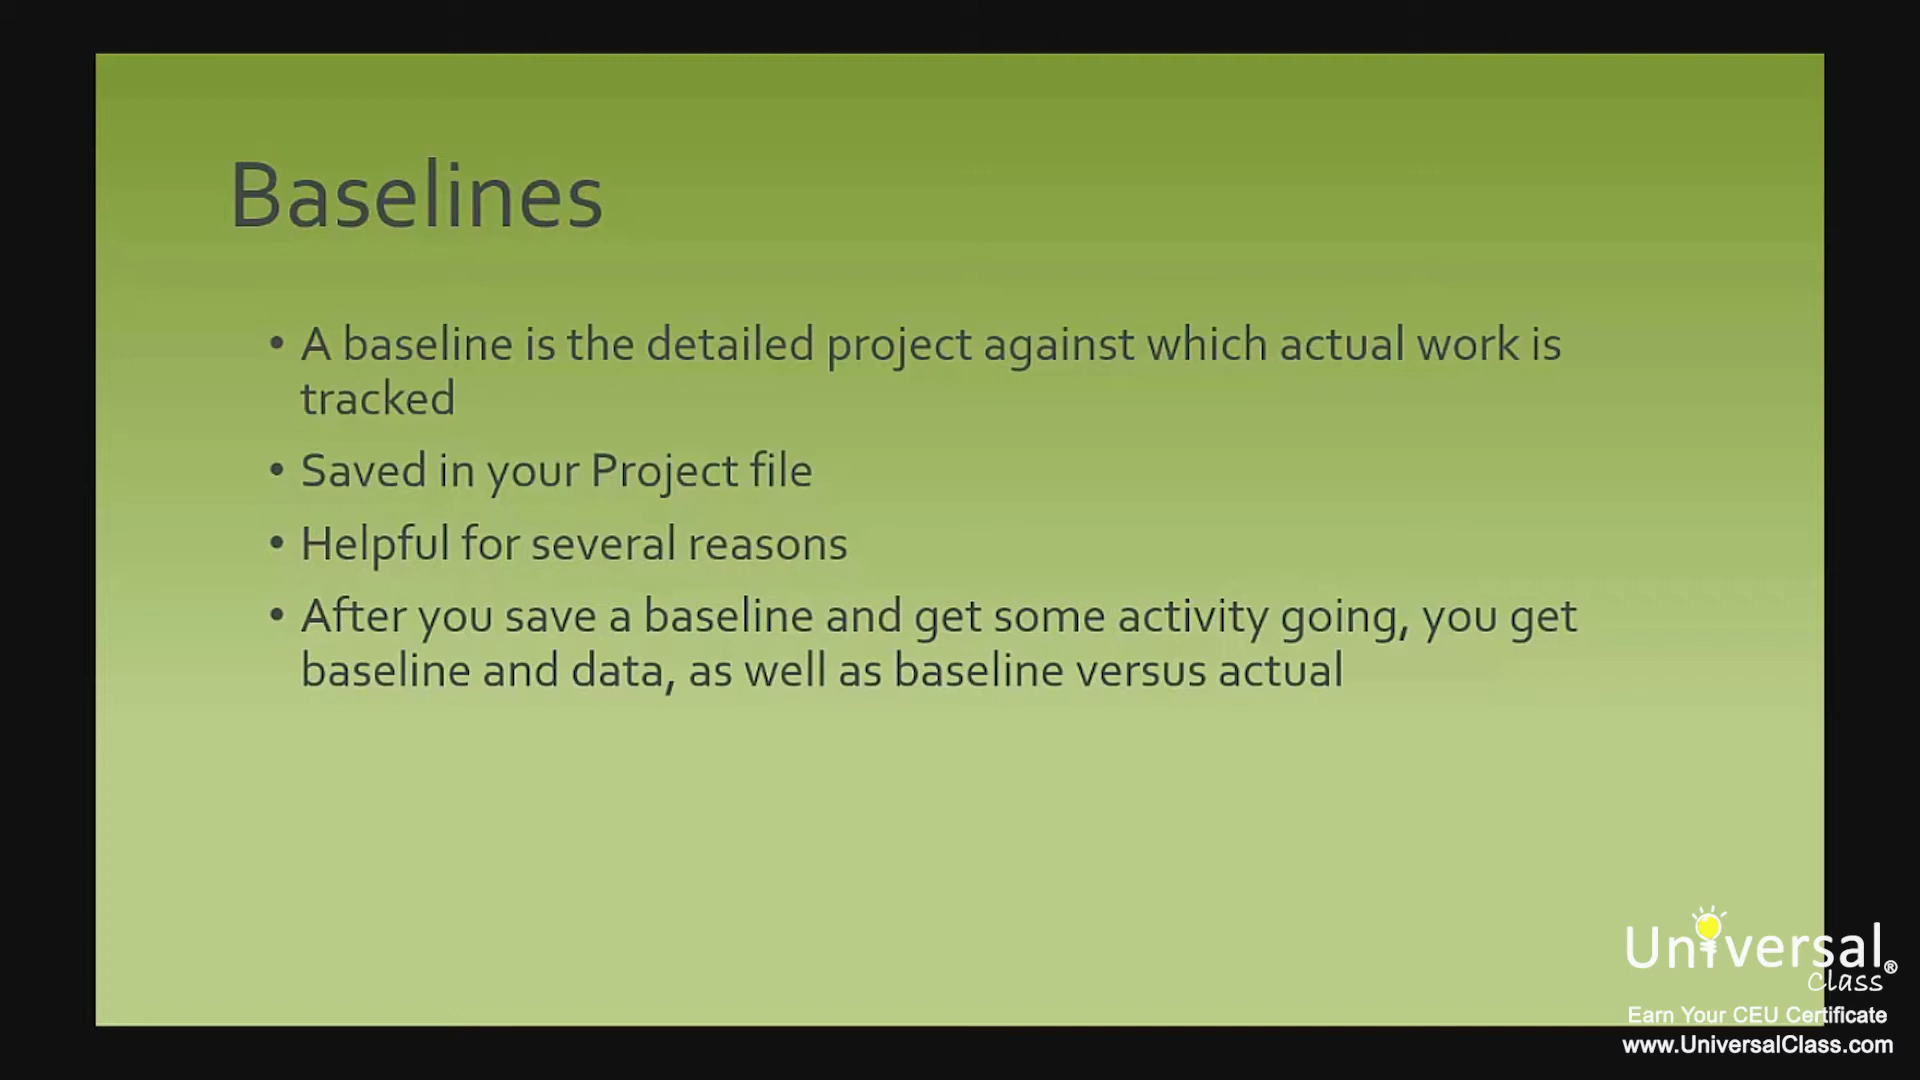 Baselines
• A baseline is the detailed project against which actual work is
tracked
• Saved in your Project file
• Helpful for several reasons
• After you save a baseline and get some activity going, you get
baseline and data, as well as baseline versus actual
Universal®
Class
Earn Your CEU Certificate
www.UniversalClass.com